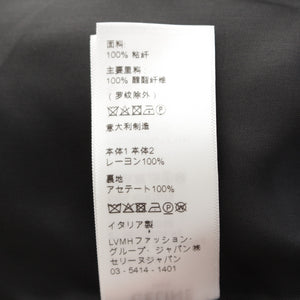 面料
100% 粘纤
主要里料
100% 醋酯纤维
(罗纹除外)
意大利制造
本体1 本体2
レーヨン100%
裏地
アセテート100%
イタリア製
LVMHファッション・
グループ・ジャパン㈱
セリーヌジャパン
03-5414-1401